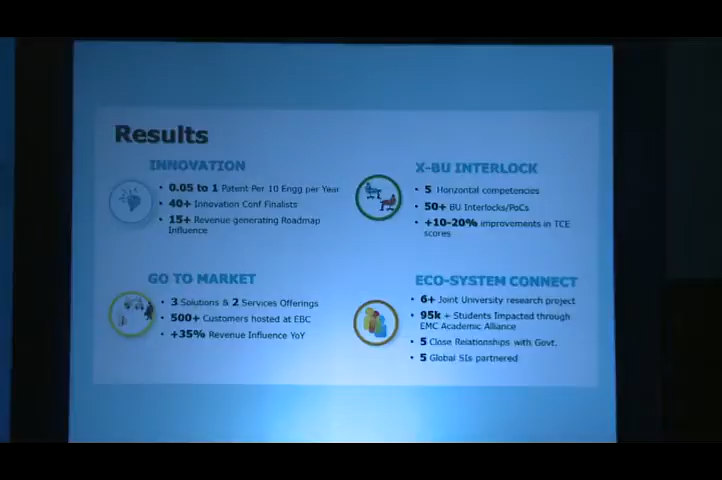 Results
INNOVATION
• 0.05 to 1 Patent Per 10 Engg per Year
• 40+ Innovation Conf Finalists
• 15+ Revenue generating Roadmap
Influence
X-BU INTERLOCK
• 5 Horizontal competencies
• 50+ BU Interlocks/PoCs
• +10-20% improvements in TCE
scores
GO TO MARKET
• 3 Solutions & 2 Services Offerings
• 500+ Customers hosted at EBC
• +35% Revenue Influence YoY
ECO-SYSTEM CONNECT
• 6+ Joint University research project
• 95k + Students Impacted through
EMC Academic Alliance
• 5 Close Relationships with Govt.
• 5 Global SIs partnered